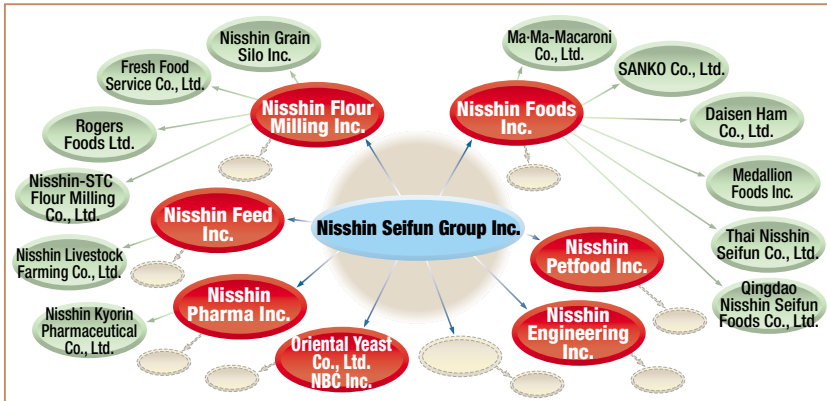 Nisshin Grain
Silo Inc.
Fresh Food
Service Co., Ltd.
Rogers
Foods Ltd.
Nisshin-STC
Flour Milling
Co., Ltd.
Nisshin Flour
Milling Inc.
Ma·Ma-Macaroni
Co., Ltd.
SANKO Co., Ltd.
Nisshin Foods
Inc.
Daisen Ham
Co., Ltd.
Medallion
Foods Inc.
Thai Nisshin
Seifun Co., Ltd.
Qingdao
Nisshin Seifun
Foods Co., Ltd.
Nisshin Seifun Group Inc.
Nisshin Feed
Inc.
Nisshin Livestock
Farming Co., Ltd.
Nisshin
Pharma Inc.
Nisshin Kyorin
Pharmaceutical
Co., Ltd.
Oriental Yeast
Co., Ltd.
NBC Inc.
Nisshin
Petfood Inc.
Nisshin
Engineering
Inc.